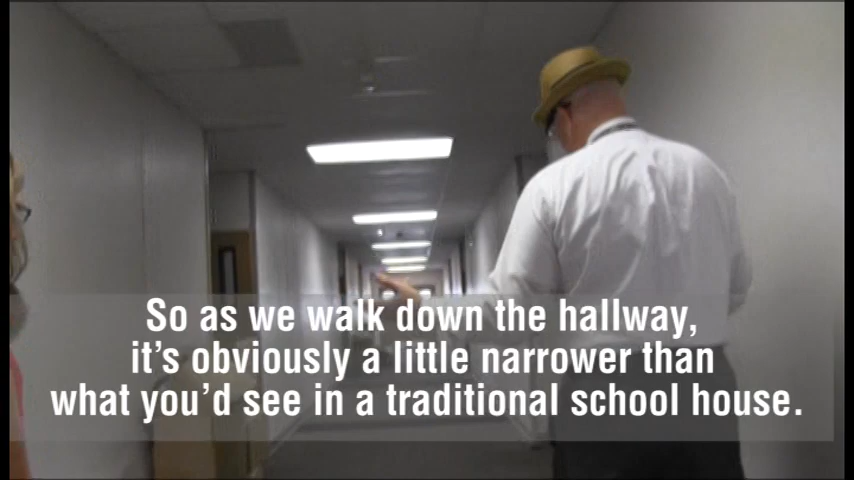 So as we walk down the hallway,
it's obviously a little narrower than
what you'd see in a traditional school house.